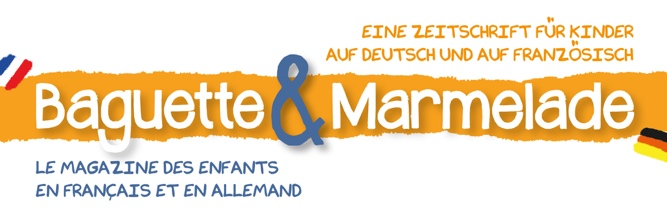 EINE ZEITSCHRIFT FÜR KINDER
AUF DEUTSCH UND AUF FRANZÖSISCH
Baguette & Marmelade
LE MAGAZINE DES ENFANTS
EN FRANÇAIS ET EN ALLEMAND